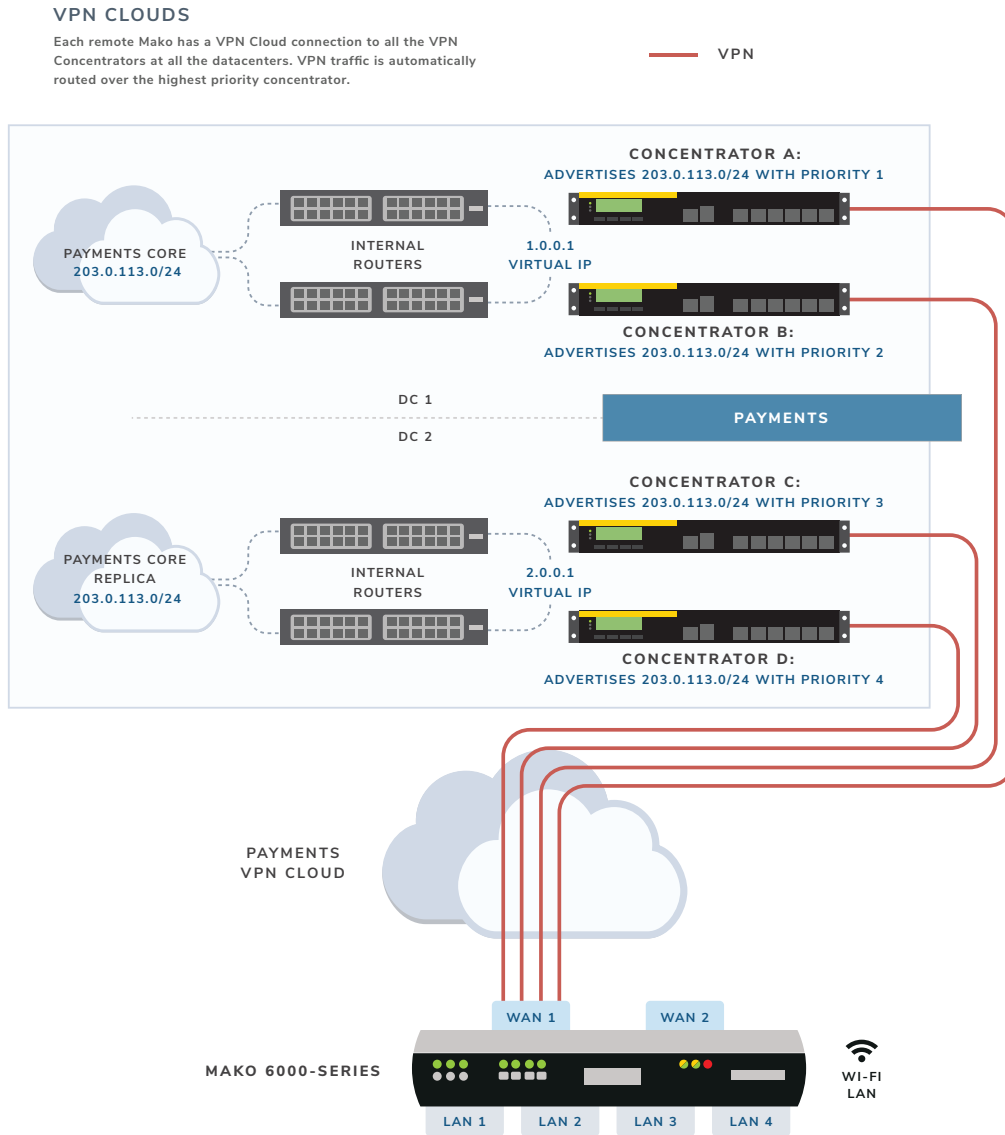 VPN CLOUDS
Each remote Mako has a VPN Cloud connection to all the VPN
Concentrators at all the datacenters. VPN traffic is automatically
routed over the highest priority concentrator.
VPN
CONCENTRATOR A:
ADVERTISES 203.0.113.0/24 WITH PRIORITY 1
PAYMENTS CORE
203.0.113.0/24
INTERNAL
ROUTERS
1.0.0.1
VIRTUAL IP
CONCENTRATOR B:
ADVERTISES 203.0.113.0/24 WITH PRIORITY 2
DC 1
PAYMENTS
DC 2
CONCENTRATOR C:
ADVERTISES 203.0.113.0/24 WITH PRIORITY 3
PAYMENTS CORE
REPLICA
203.0.113.0/24
INTERNAL
ROUTERS
2.0.0.1
VIRTUAL IP
CONCENTRATOR D:
ADVERTISES 203.0.113.0/24 WITH PRIORITY 4
PAYMENTS
VPN CLOUD
WAN 1
WAN 2
MAKO 6000-SERIES
WI-FI
LAN
LAN 1
LAN 2
LAN 3
LAN 4